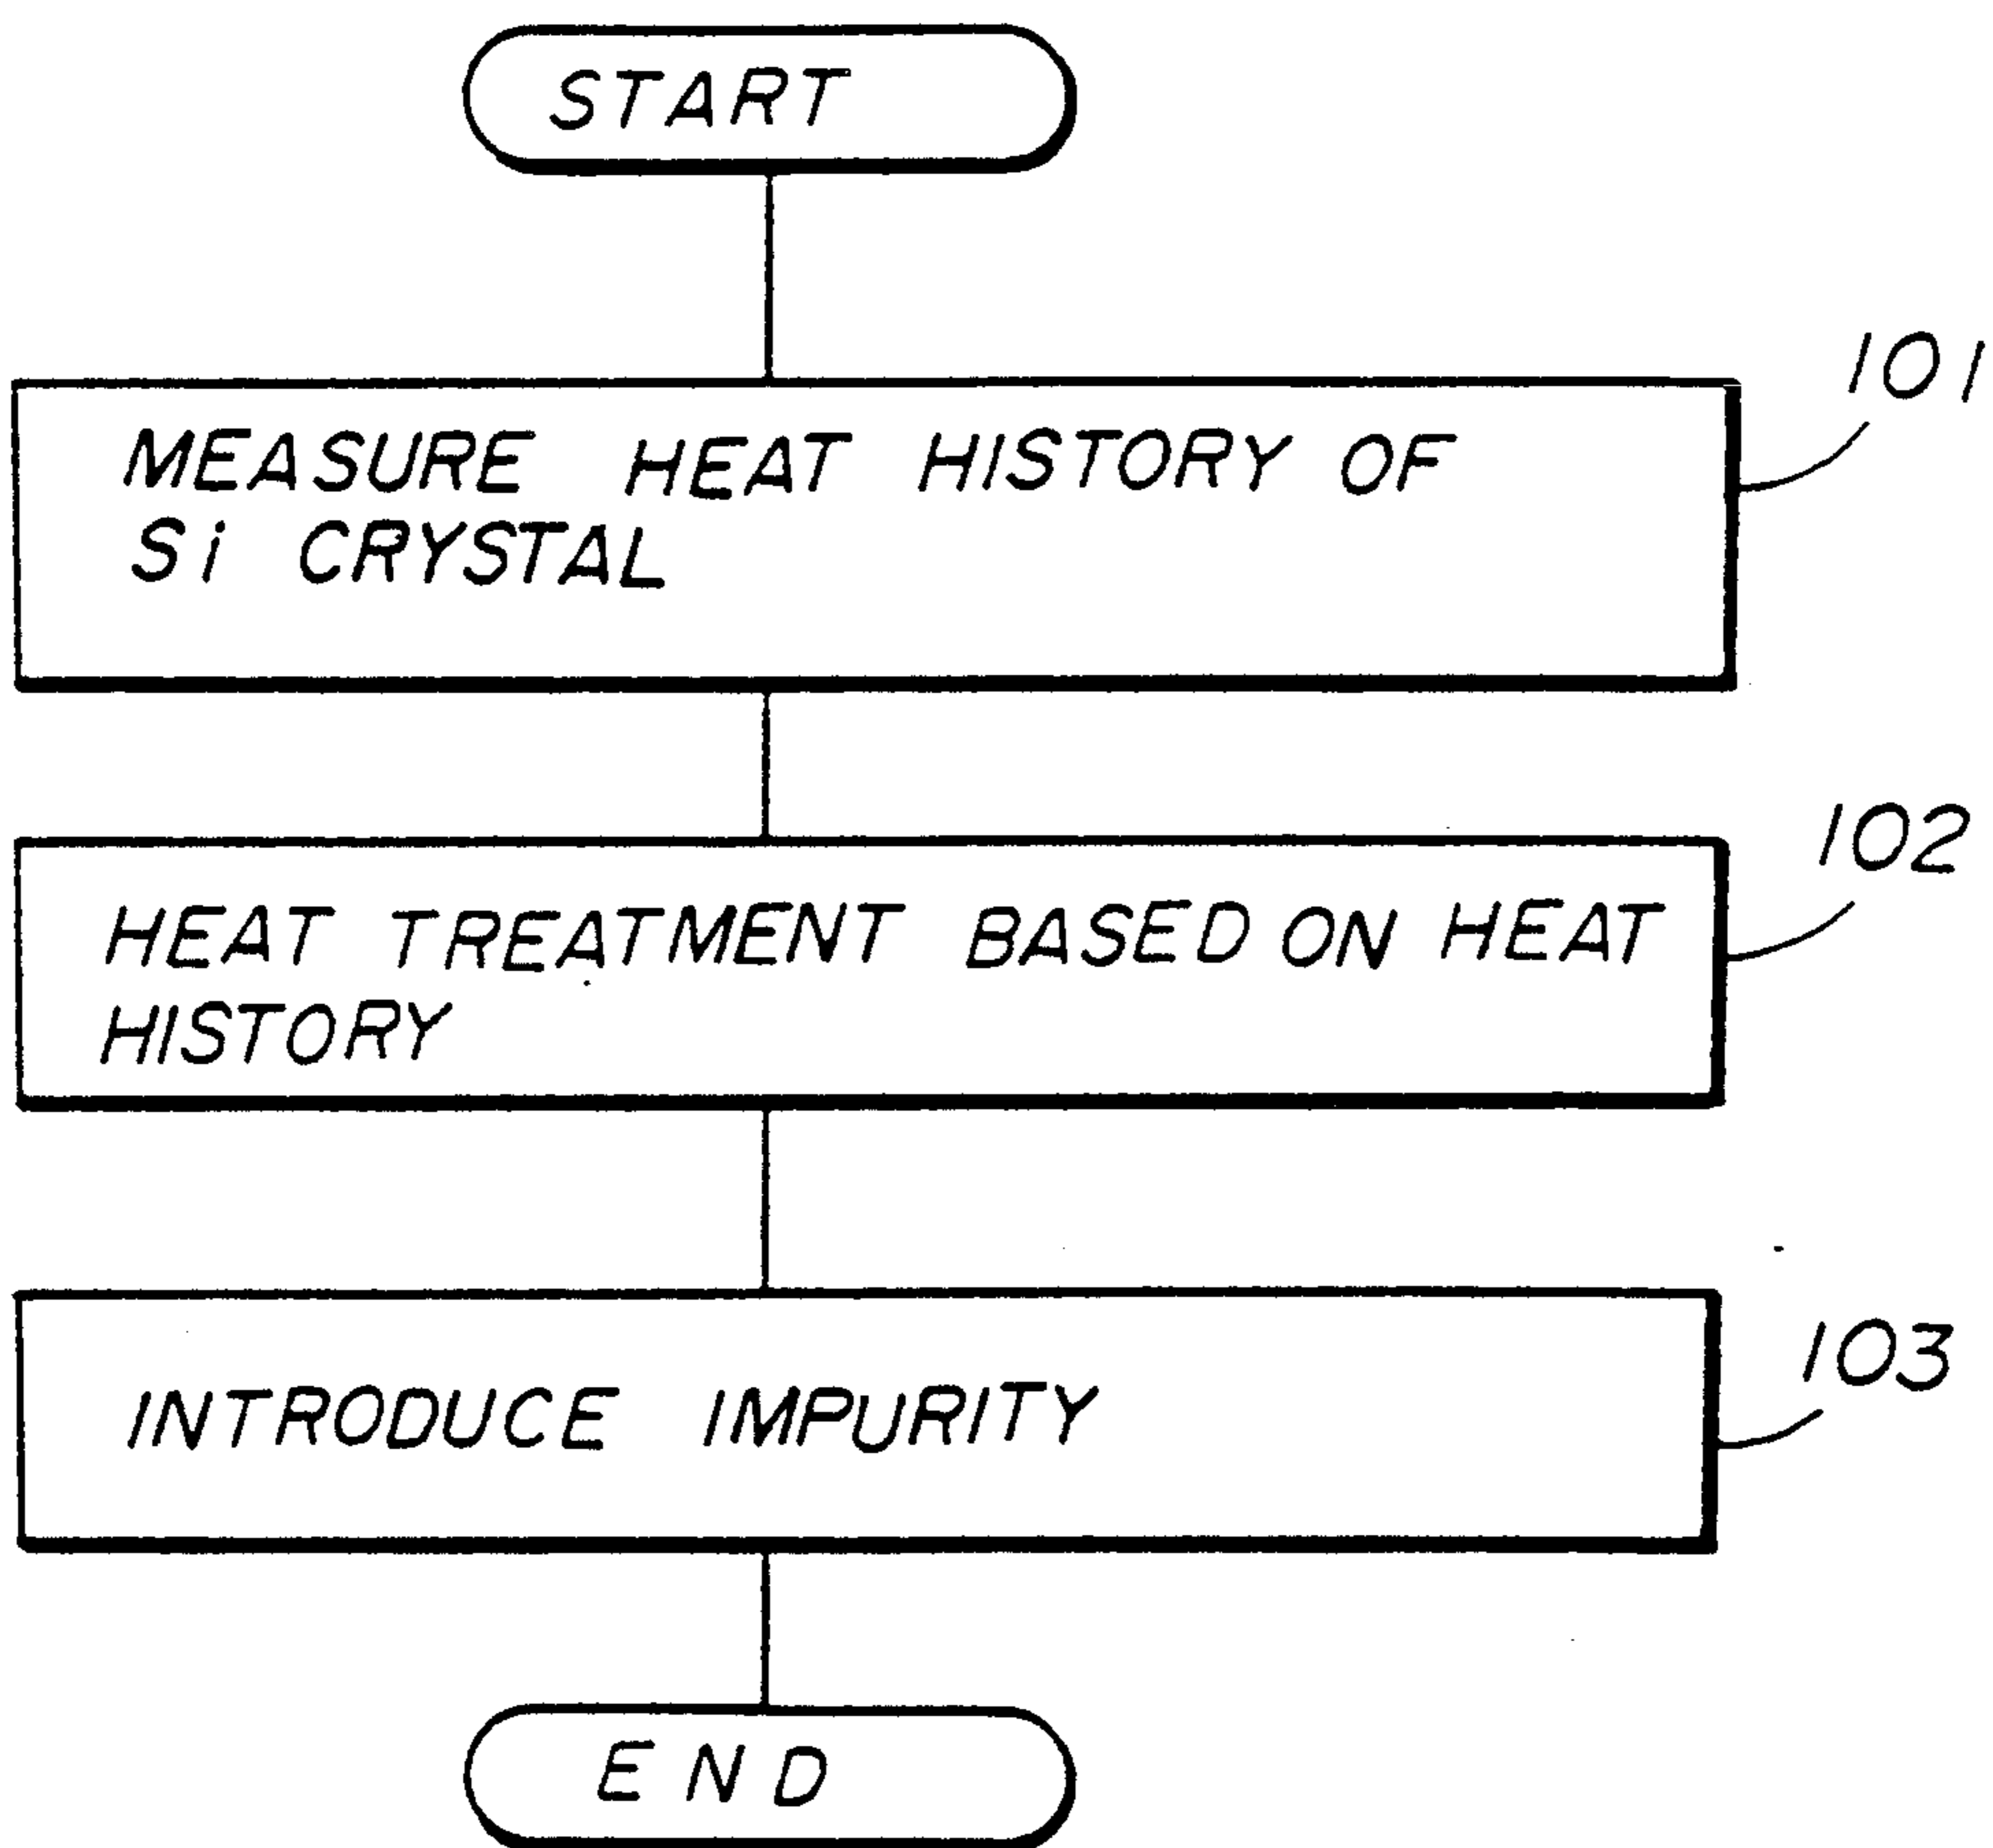 START
101
MEASURE HEAT HISTORY OF
Si CRYSTAL
102
HEAT TREATMENT BASED ON HEAT
HISTORY
103
INTRODUCE IMPURITY
END